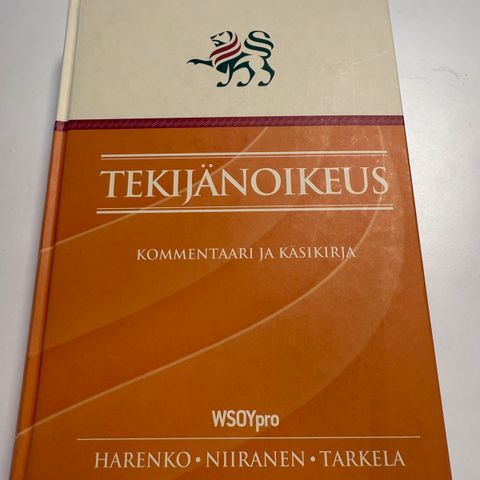 TEKIJÄNOIKEUS
KOMMENTAARI JA KÄSIKIRJA
WSOYpro
HARENKO • NIIRANEN • TARKELA